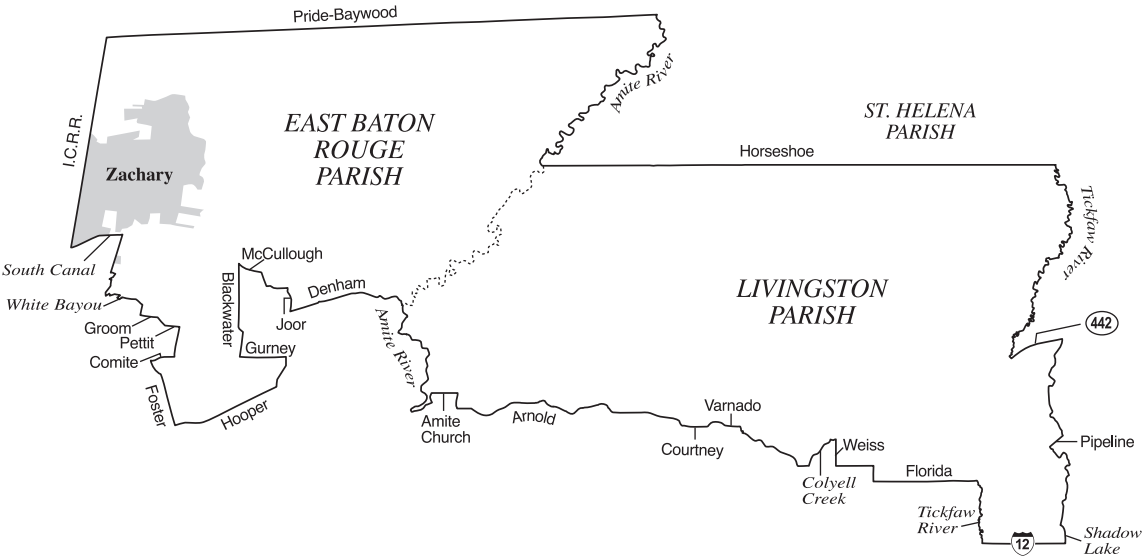 Pride-Baywood
Amite River
I.C.R.R.
EAST BATON
ROUGE
PARISH
ST. HELENA
PARISH
Zachary
Horseshoe
Tickfaw River
South Canal
McCullough
White Bayou
Blackwater
Denham
LIVINGSTON
PARISH
Groom
Pettit
Joor
Amite River
442
Comite
Gurney
Foster
Hooper
Amite
Church
Arnold
Varnado
Courtney
Weiss
Pipeline
Colyell
Creek
Florida
Tickfaw
River
12
Shadow
Lake